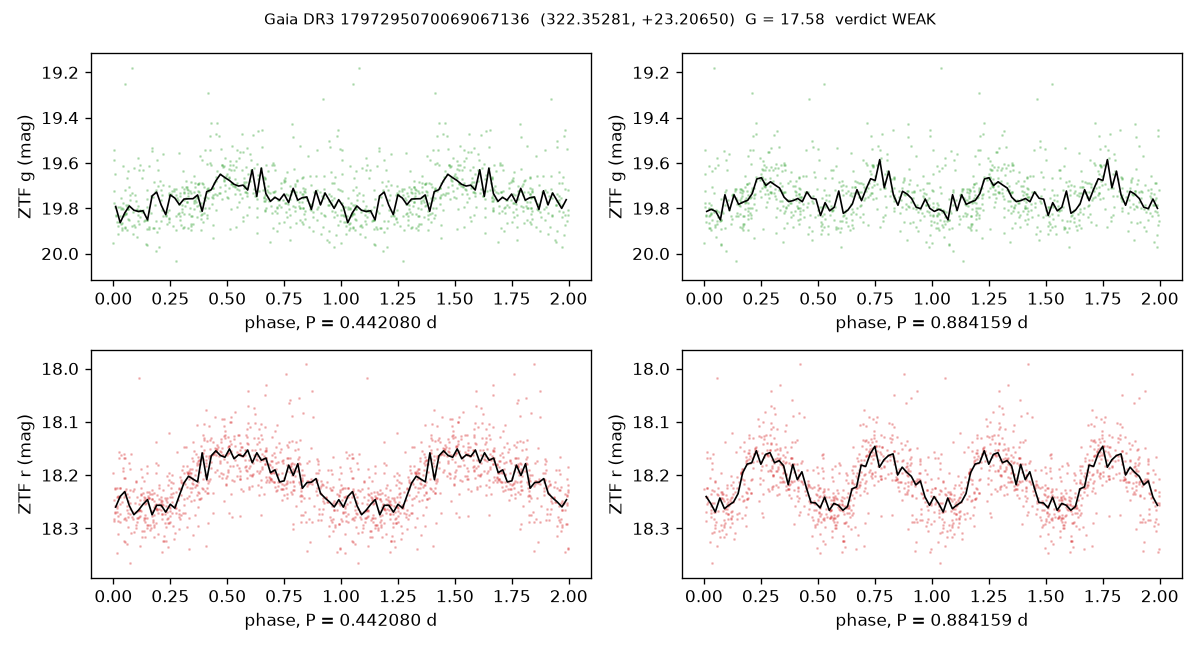 Gaia DR3 1797295070069067136  (322.35281, +23.20650)  G = 17.58  verdict WEAK
ZTF g (mag)
19.2
19.4
19.6
19.8
20.0
0.00 0.25 0.50 0.75 1.00 1.25 1.50 1.75 2.00
phase, P = 0.442080 d
ZTF g (mag)
19.2
19.4
19.6
19.8
20.0
0.00 0.25 0.50 0.75 1.00 1.25 1.50 1.75 2.00
phase, P = 0.884159 d
ZTF r (mag)
18.0
18.1
18.2
18.3
0.00 0.25 0.50 0.75 1.00 1.25 1.50 1.75 2.00
phase, P = 0.442080 d
ZTF r (mag)
18.0
18.1
18.2
18.3
0.00 0.25 0.50 0.75 1.00 1.25 1.50 1.75 2.00
phase, P = 0.884159 d